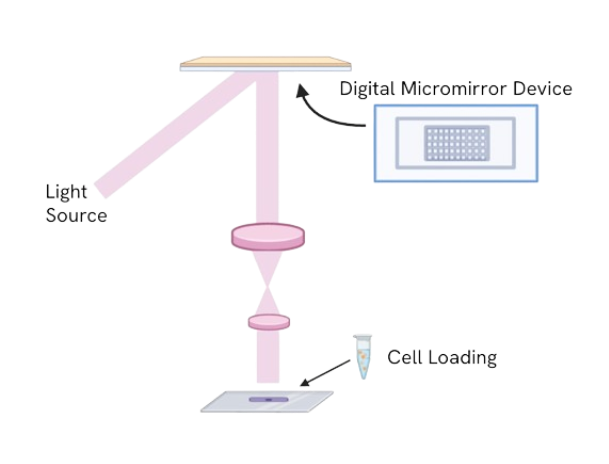 Digital Micromirror Device
Light
Source
Cell Loading